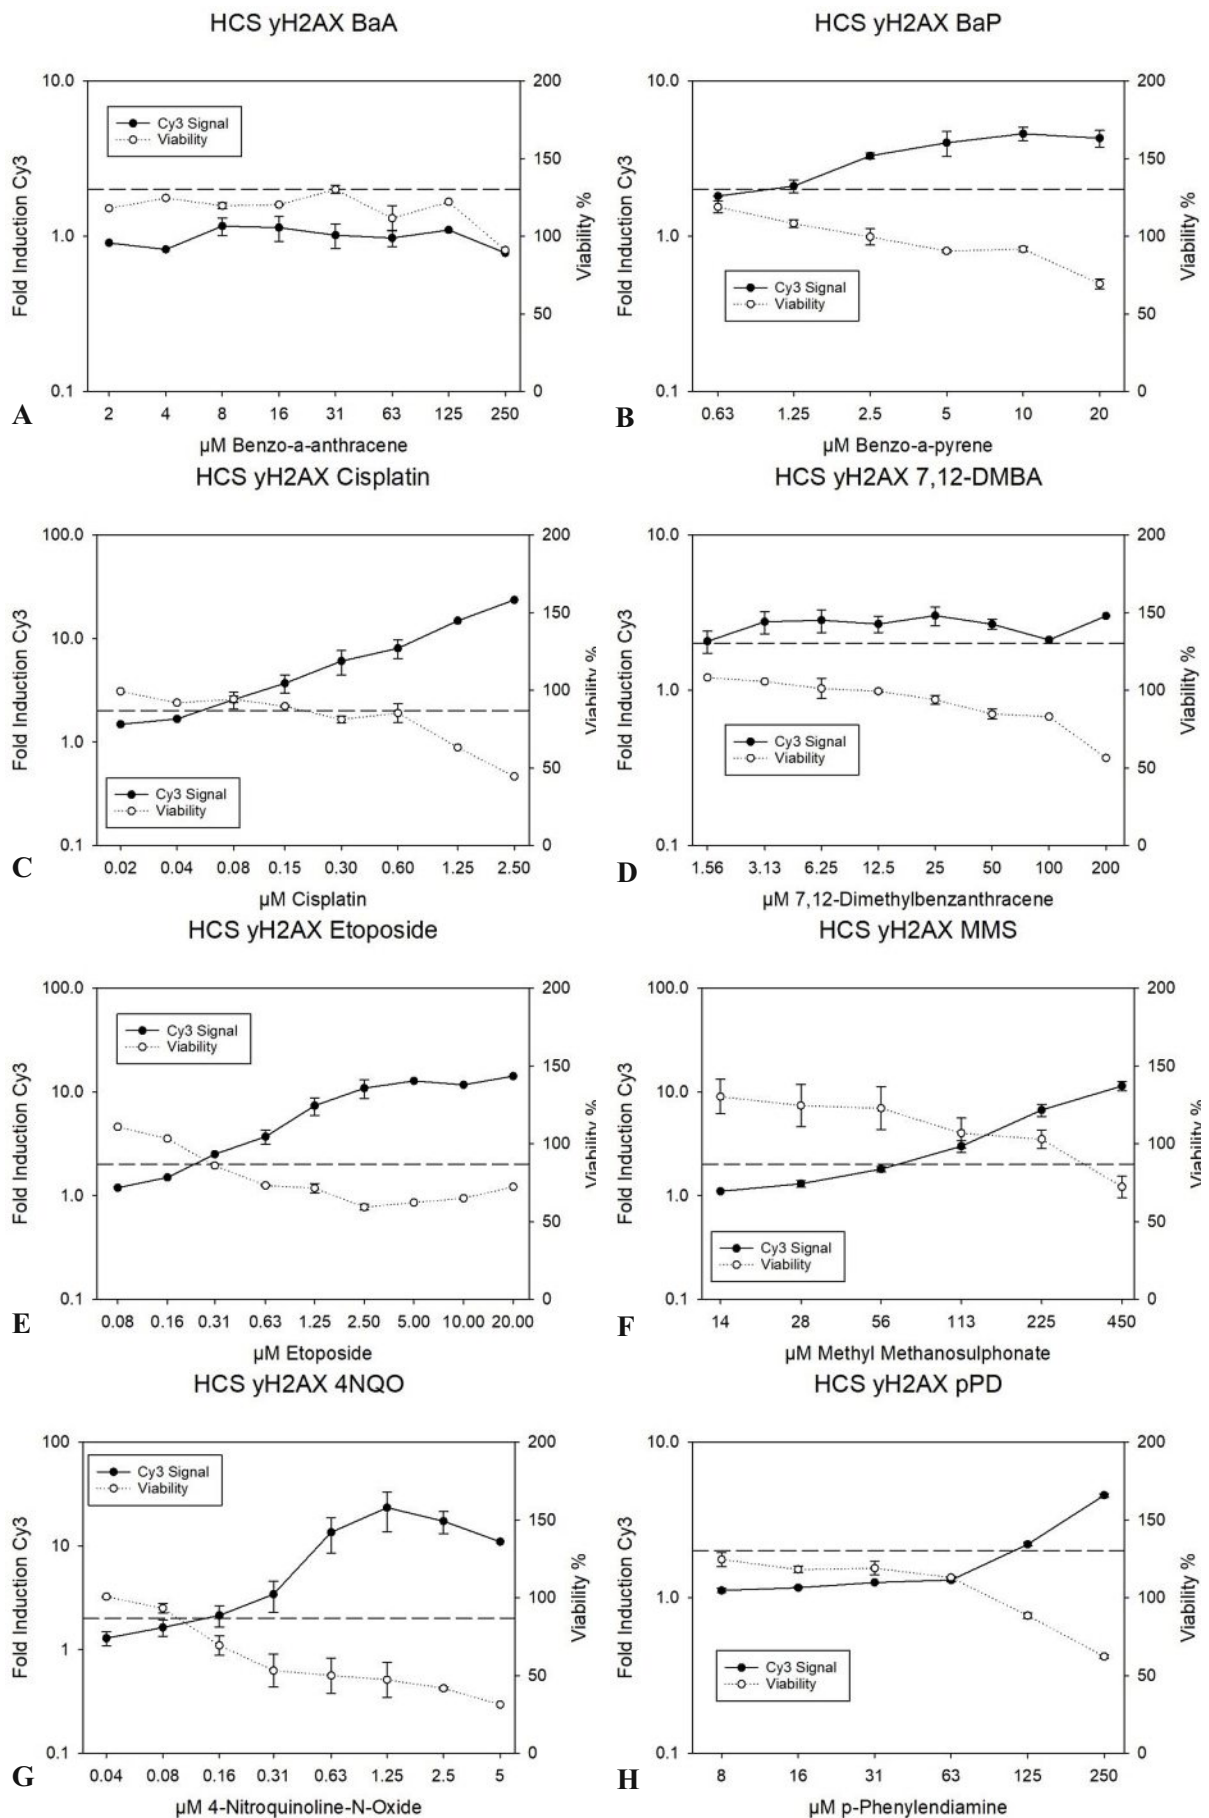 HCS yH2AX BaA
10.0
1.0
0.1
Fold Induction Cy3
200
150
100
50
0
Viability %
Cy3 Signal
Viability
2 4 8 16 31 63 125 250
µM Benzo-a-anthracene
A
HCS yH2AX BaP
10.0
1.0
0.1
Fold Induction Cy3
200
150
100
50
0
Viability %
Cy3 Signal
Viability
0.63 1.25 2.5 5 10 20
µM Benzo-a-pyrene
B
HCS yH2AX Cisplatin
100.0
10.0
1.0
0.1
Fold Induction Cy3
200
150
100
50
0
Viability %
Cy3 Signal
Viability
0.02 0.04 0.08 0.15 0.30 0.60 1.25 2.50
µM Cisplatin
C
HCS yH2AX 7,12-DMBA
10.0
1.0
0.1
Fold Induction Cy3
200
150
100
50
0
Viability %
Cy3 Signal
Viability
1.56 3.13 6.25 12.5 25 50 100 200
µM 7,12-Dimethylbenzanthracene
D
HCS yH2AX Etoposide
100.0
10.0
1.0
0.1
Fold Induction Cy3
200
150
100
50
0
Viability %
Cy3 Signal
Viability
0.08 0.16 0.31 0.63 1.25 2.50 5.00 10.00 20.00
µM Etoposide
E
HCS yH2AX MMS
100.0
10.0
1.0
0.1
Fold Induction Cy3
200
150
100
50
0
Viability %
Cy3 Signal
Viability
14 28 56 113 225 450
µM Methyl Methanosulphonate
F
HCS yH2AX 4NQO
100
10
1
0.1
Fold Induction Cy3
200
150
100
50
0
Viability %
Cy3 Signal
Viability
0.04 0.08 0.16 0.31 0.63 1.25 2.5 5
µM 4-Nitroquinoline-N-Oxide
G
HCS yH2AX pPD
10.0
1.0
0.1
Fold Induction Cy3
200
150
100
50
0
Viability %
Cy3 Signal
Viability
8 16 31 63 125 250
µM p-Phenylendiamine
H